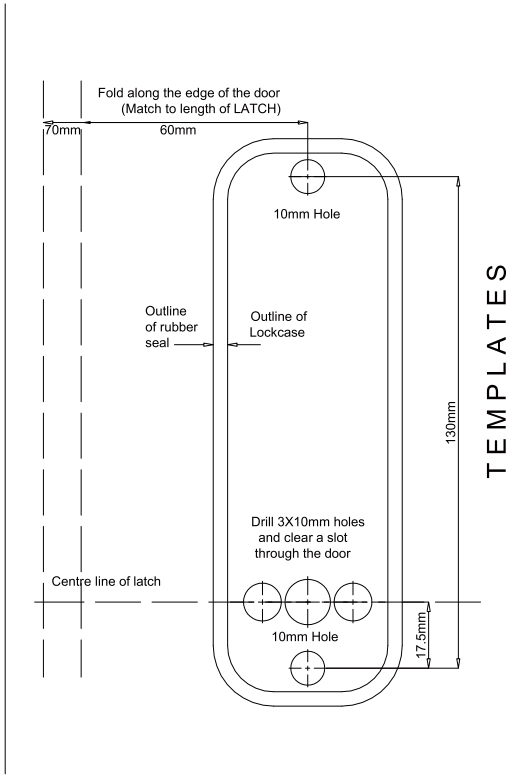 Fold along the edge of the door
(Match to length of LATCH)
70mm
60mm
10mm Hole
Outline
of rubber
seal
Outline of
Lockcase
130mm
TEMPLATES
Drill 3X10mm holes
and clear a slot
through the door
Centre line of latch
10mm Hole
17.5mm